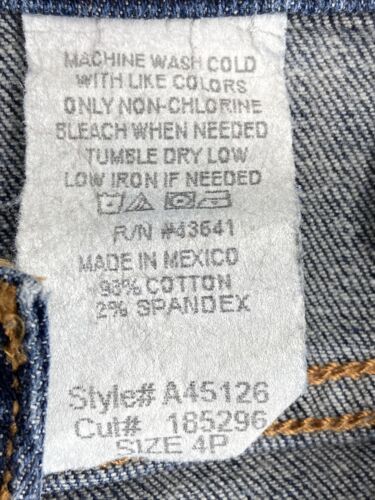 MACHINE WASH COLD
WITH LIKE COLORS
ONLY NON-CHLORINE
BLEACH WHEN NEEDED
TUMBLE DRY LOW
LOW IRON IF NEEDED
R/N #43641
MADE IN MEXICO
98% COTTON
2% SPANDEX
Style# A45126
Cut# 185296
SIZE 4P